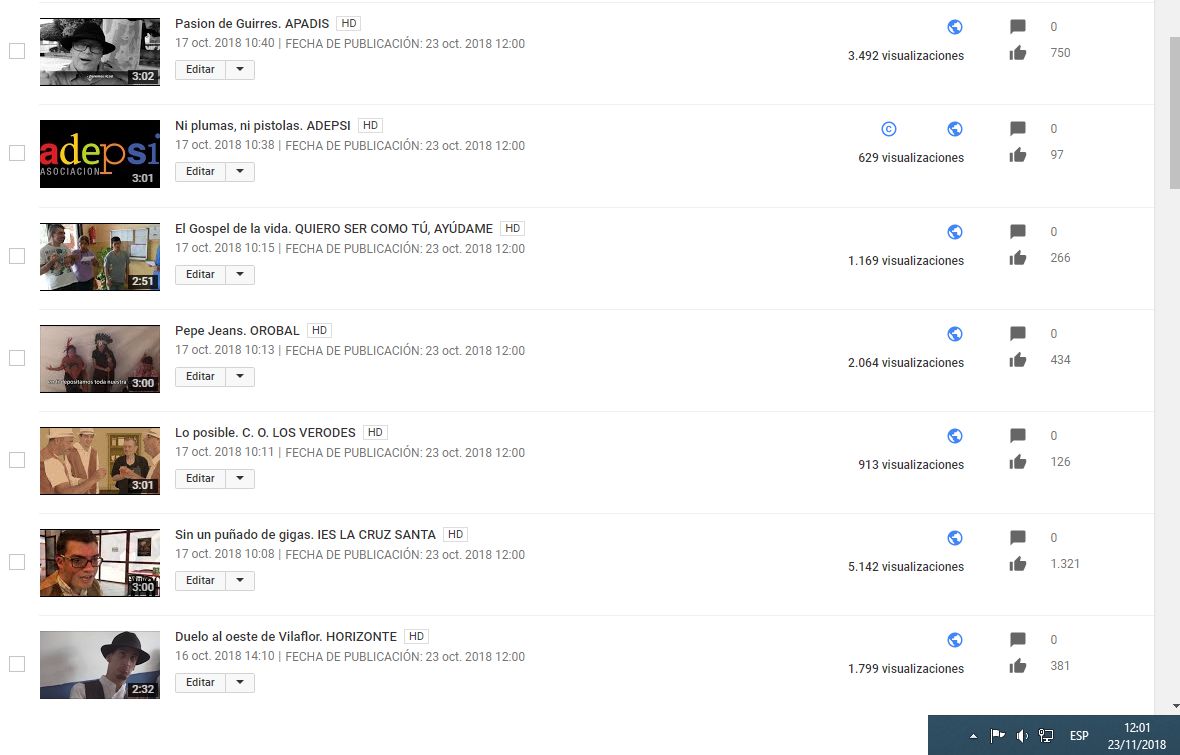 Pasion de Guirres. APADIS HD
17 oct. 2018 10:40 | FECHA DE PUBLICACIÓN: 23 oct. 2018 12:00
Editar
3:02
3.492 visualizaciones
0
750
Ni plumas, ni pistolas. ADEPSI HD
17 oct. 2018 10:38 | FECHA DE PUBLICACIÓN: 23 oct. 2018 12:00
Editar
adepsi
ASOCIACION
3:01
©
629 visualizaciones
0
97
El Gospel de la vida. QUIERO SER COMO TÚ, AYÚDAME HD
17 oct. 2018 10:15 | FECHA DE PUBLICACIÓN: 23 oct. 2018 12:00
Editar
2:51
1.169 visualizaciones
0
266
Pepe Jeans. OROBAL HD
17 oct. 2018 10:13 | FECHA DE PUBLICACIÓN: 23 oct. 2018 12:00
Editar
depositamos toda nuestra
3:00
2.064 visualizaciones
0
434
Lo posible. C. O. LOS VERODES HD
17 oct. 2018 10:11 | FECHA DE PUBLICACIÓN: 23 oct. 2018 12:00
Editar
3:01
913 visualizaciones
0
126
Sin un puñado de gigas. IES LA CRUZ SANTA HD
17 oct. 2018 10:08 | FECHA DE PUBLICACIÓN: 23 oct. 2018 12:00
Editar
3:00
5.142 visualizaciones
0
1.321
Duelo al oeste de Vilaflor. HORIZONTE HD
16 oct. 2018 14:10 | FECHA DE PUBLICACIÓN: 23 oct. 2018 12:00
Editar
2:32
1.799 visualizaciones
0
381
ESP
12:01
23/11/2018